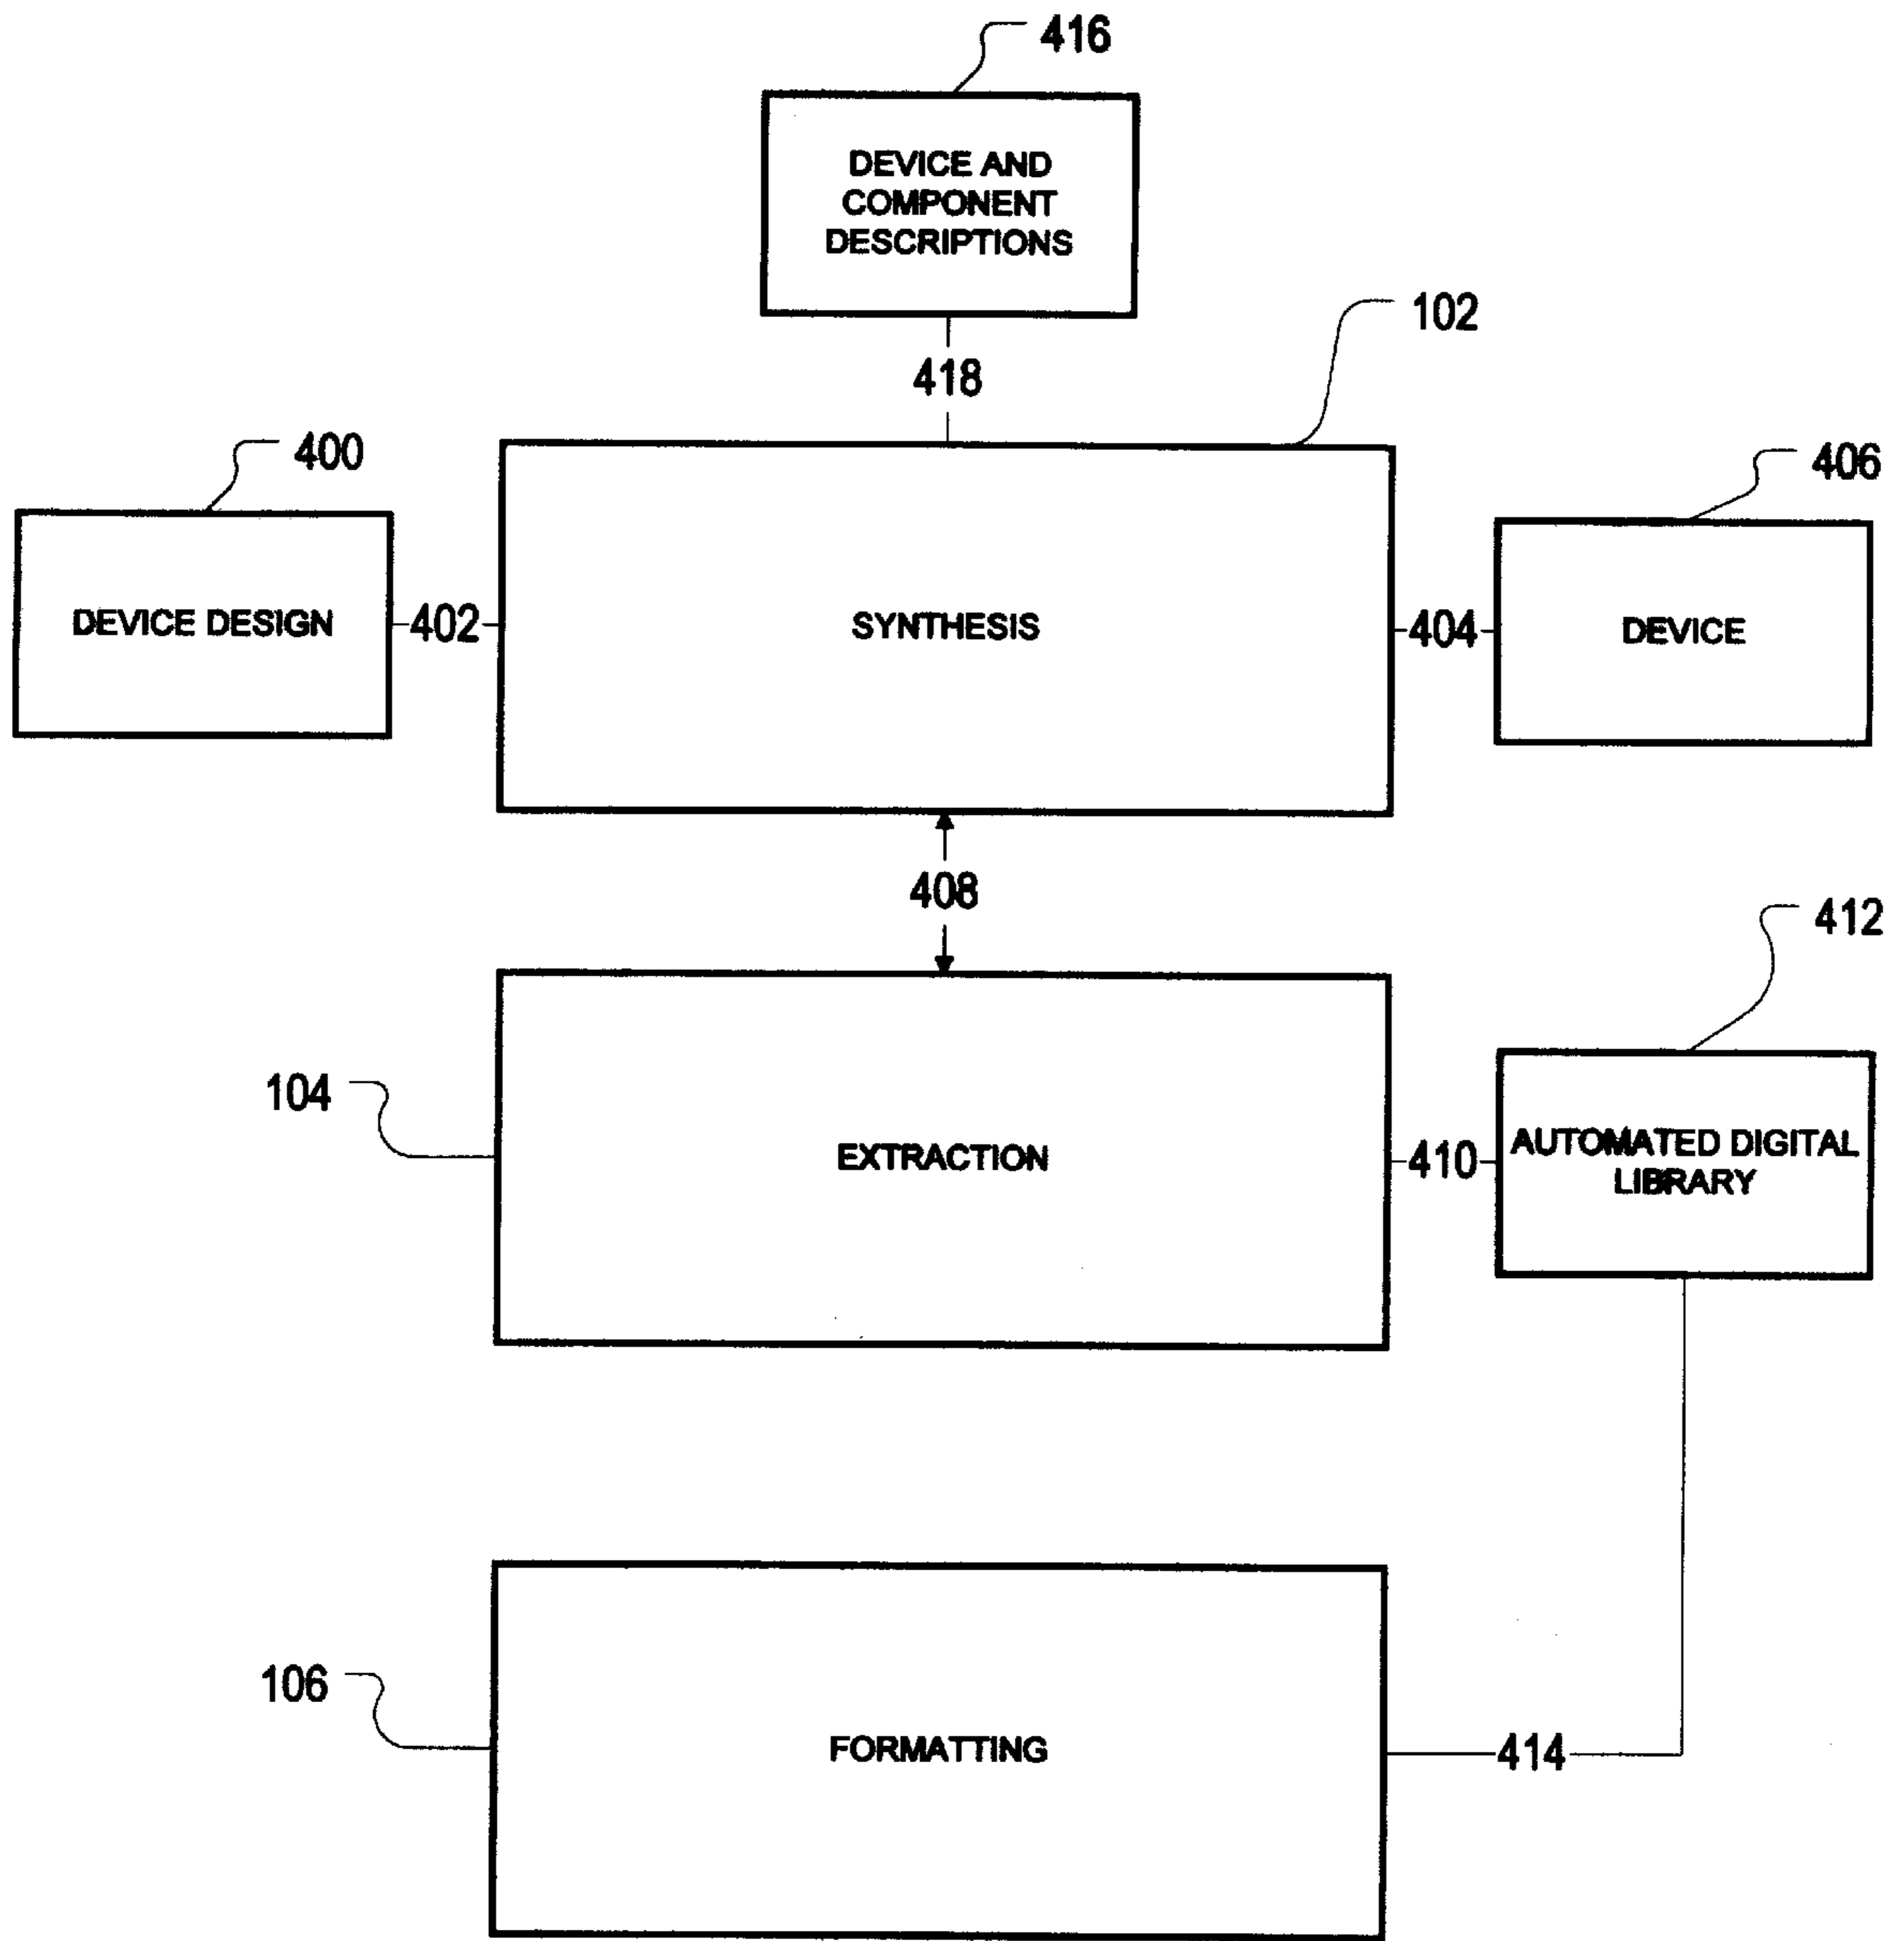 416
DEVICE AND
COMPONENT
DESCRIPTIONS
102
418
400
406
DEVICE DESIGN
402
SYNTHESIS
404
DEVICE
408
412
104
EXTRACTION
410
AUTOMATED DIGITAL
LIBRARY
106
FORMATTING
414